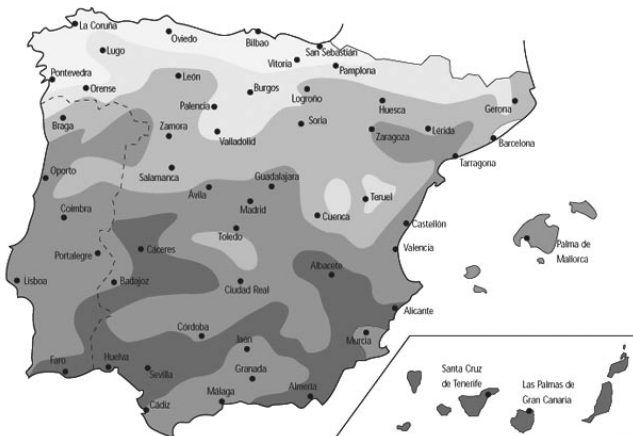 La Coruña
Lugo
Oviedo
Bilbao
San Sebastián
Vitoria
Pamplona
Pontevedra
Orense
León
Burgos
Logroño
Palencia
Huesca
Gerona
Braga
Zamora
Valladolid
Soria
Zaragoza
Lérida
Barcelona
Tarragona
Oporto
Salamanca
Ávila
Guadalajara
Madrid
Teruel
Coimbra
Cuenca
Castellón
Toledo
Portalegre
Cáceres
Valencia
Palma de
Mallorca
Lisboa
Badajoz
Ciudad Real
Albacete
Alicante
Córdoba
Jaén
Murcia
Faro
Huelva
Sevilla
Granada
Cádiz
Málaga
Almería
Santa Cruz
de Tenerife
Las Palmas de
Gran Canaria